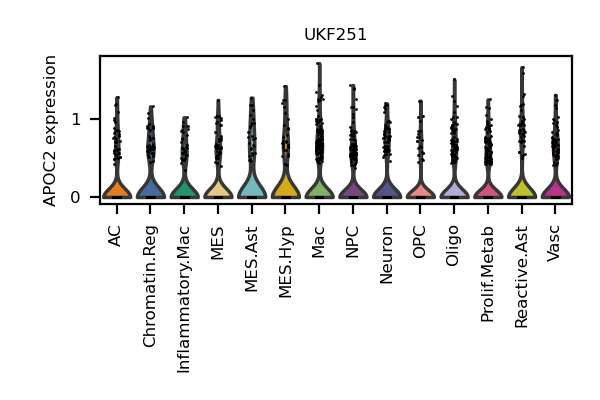 UKF251
APOC2 expression
1
0
AC
Chromatin.Reg
Inflammatory.Mac
MES
MES.Ast
MES.Hyp
Mac
NPC
Neuron
OPC
Oligo
Prolif.Metab
Reactive.Ast
Vasc